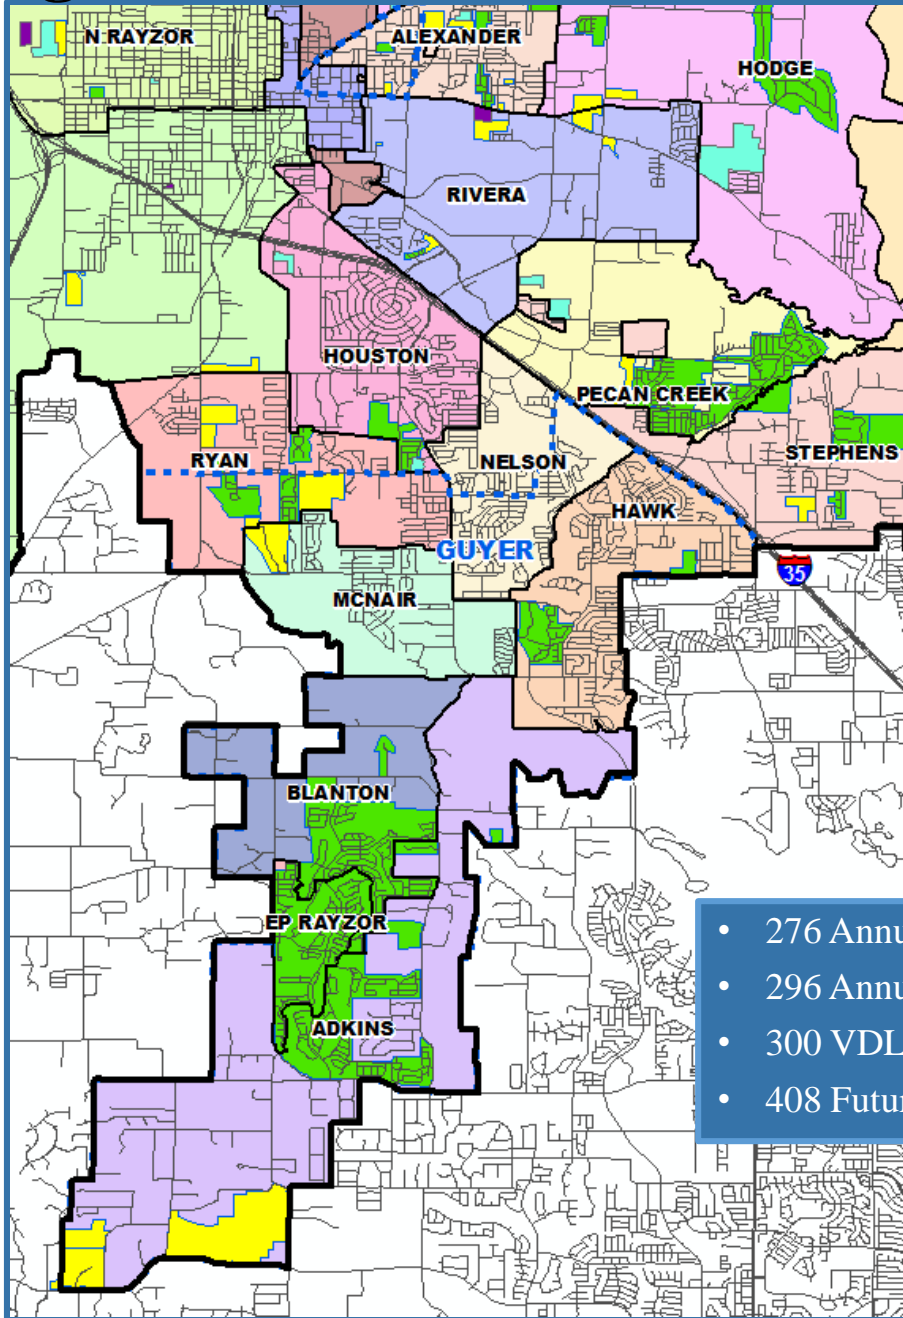 N RAYZOR
ALEXANDER
HODGE
RIVERA
HOUSTON
PECAN CREEK
RYAN
NELSON
STEPHENS
HAWK
GUYER
35
MCNAIR
BLANTON
EP RAYZOR
ADKINS
• 276 Annu
• 296 Annu
• 300 VDL
• 408 Futur